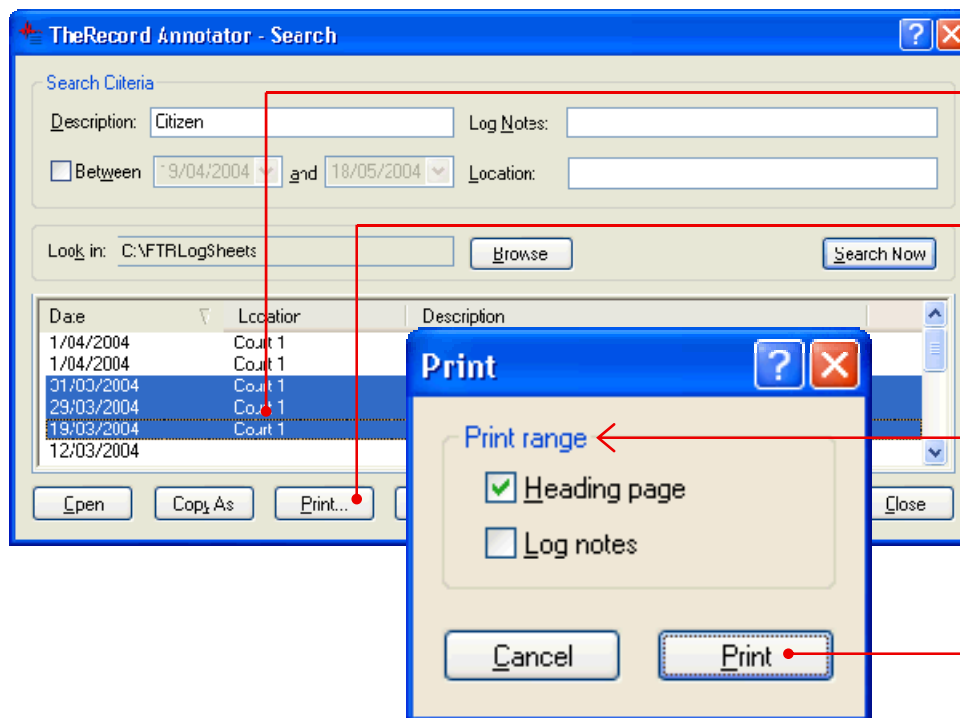 TheRecord Annotator - Search
Search Criteria
Description: Citizen Log Notes:
Between 19/04/2004 and 18/05/2004 Location:
Look in: C:\FTRLogSheets Browse Search Now
Date Location Description
1/04/2004 Court 1
1/04/2004 Court 1
31/03/2004 Court 1
29/03/2004 Court 1
19/03/2004 Court 1
12/03/2004
Open Copy As Print... Close
Print
Print range
Heading page
Log notes
Cancel Print